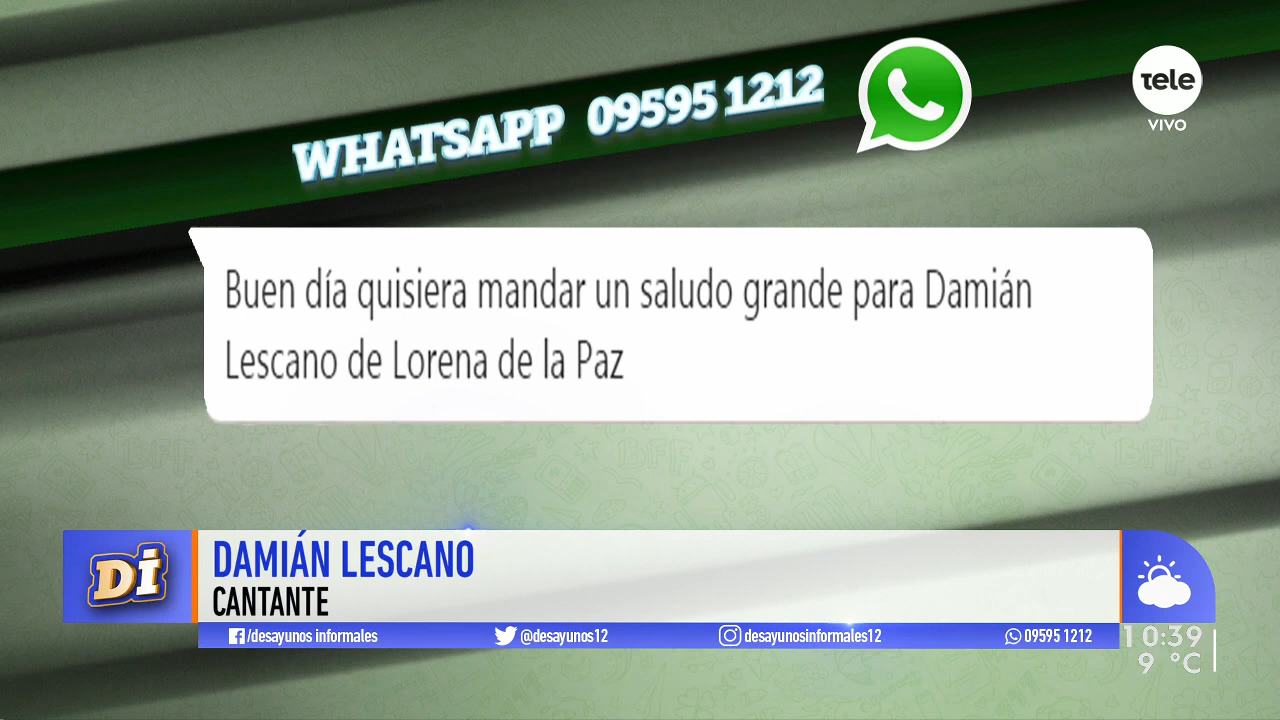 WHATSAPP 09595 1212
tele
VIVO
Buen día quisiera mandar un saludo grande para Damián
Lescano de Lorena de la Paz
Di
DAMIÁN LESCANO
CANTANTE
/desayunos informales @desayunos12 desayunosinformales12 09595 1212
10:39
9 °C